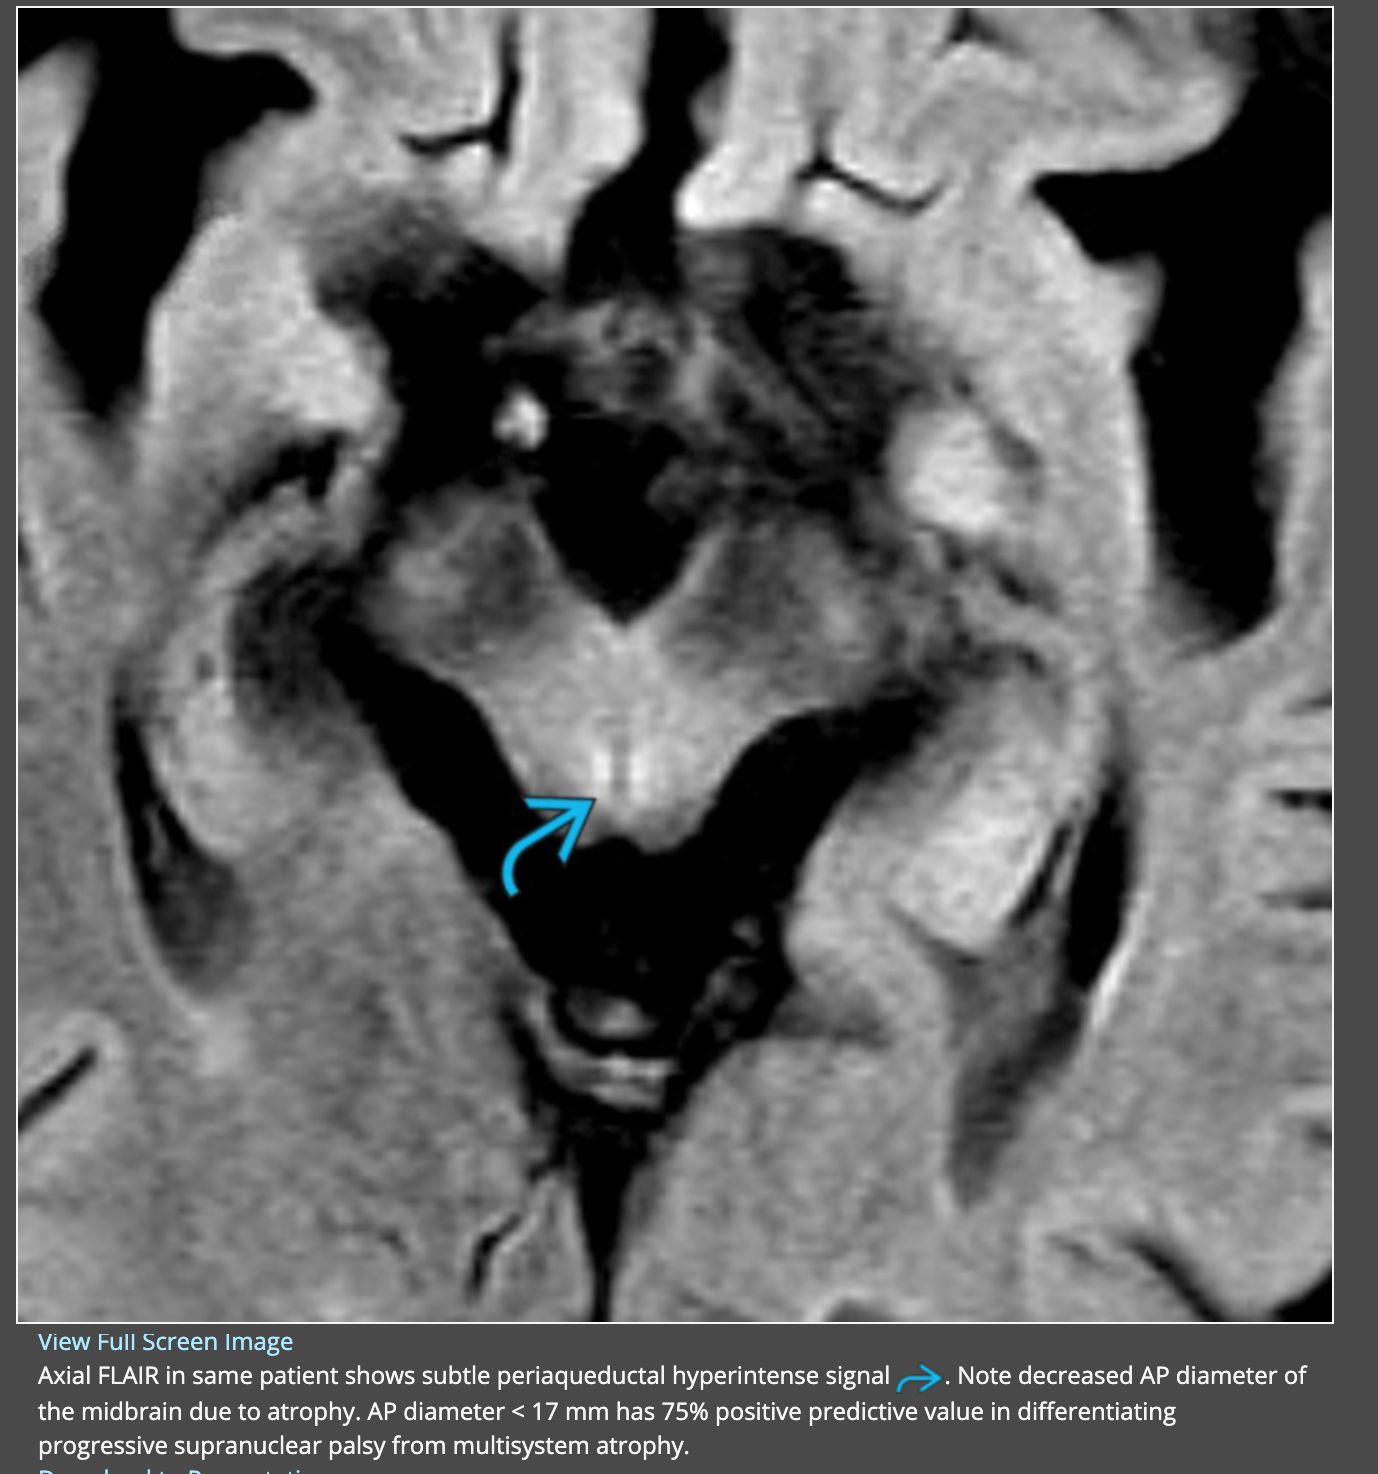 View Full Screen Image
Axial FLAIR in same patient shows subtle periaqueductal hyperintense signal . Note decreased AP diameter of
the midbrain due to atrophy. AP diameter < 17 mm has 75% positive predictive value in differentiating
progressive supranuclear palsy from multisystem atrophy.